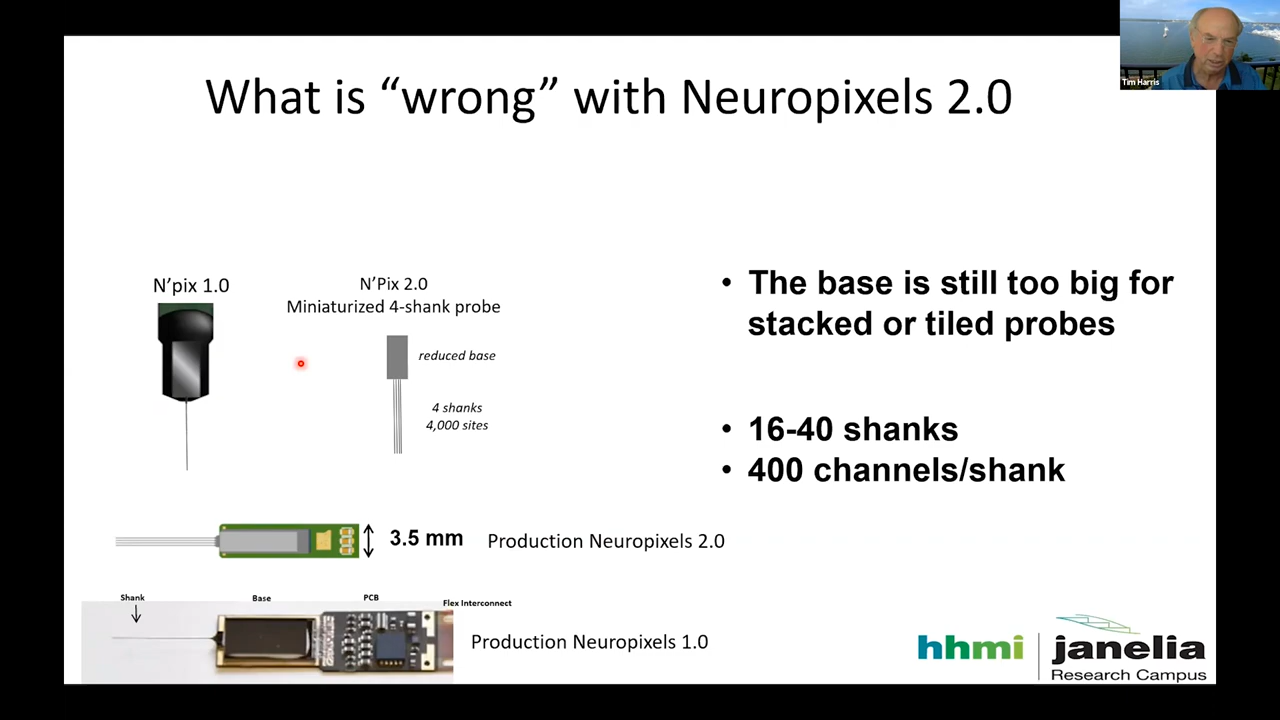 What is “wrong” with Neuropixels 2.0
Tim Harris
N’pix 1.0
N’Pix 2.0
Miniaturized 4-shank probe
reduced base
4 shanks
4,000 sites
• The base is still too big for
stacked or tiled probes
• 16-40 shanks
• 400 channels/shank
3.5 mm
Production Neuropixels 2.0
Shank
Base
PCB
Flex Interconnect
Production Neuropixels 1.0
hhmi
janelia
Research Campus